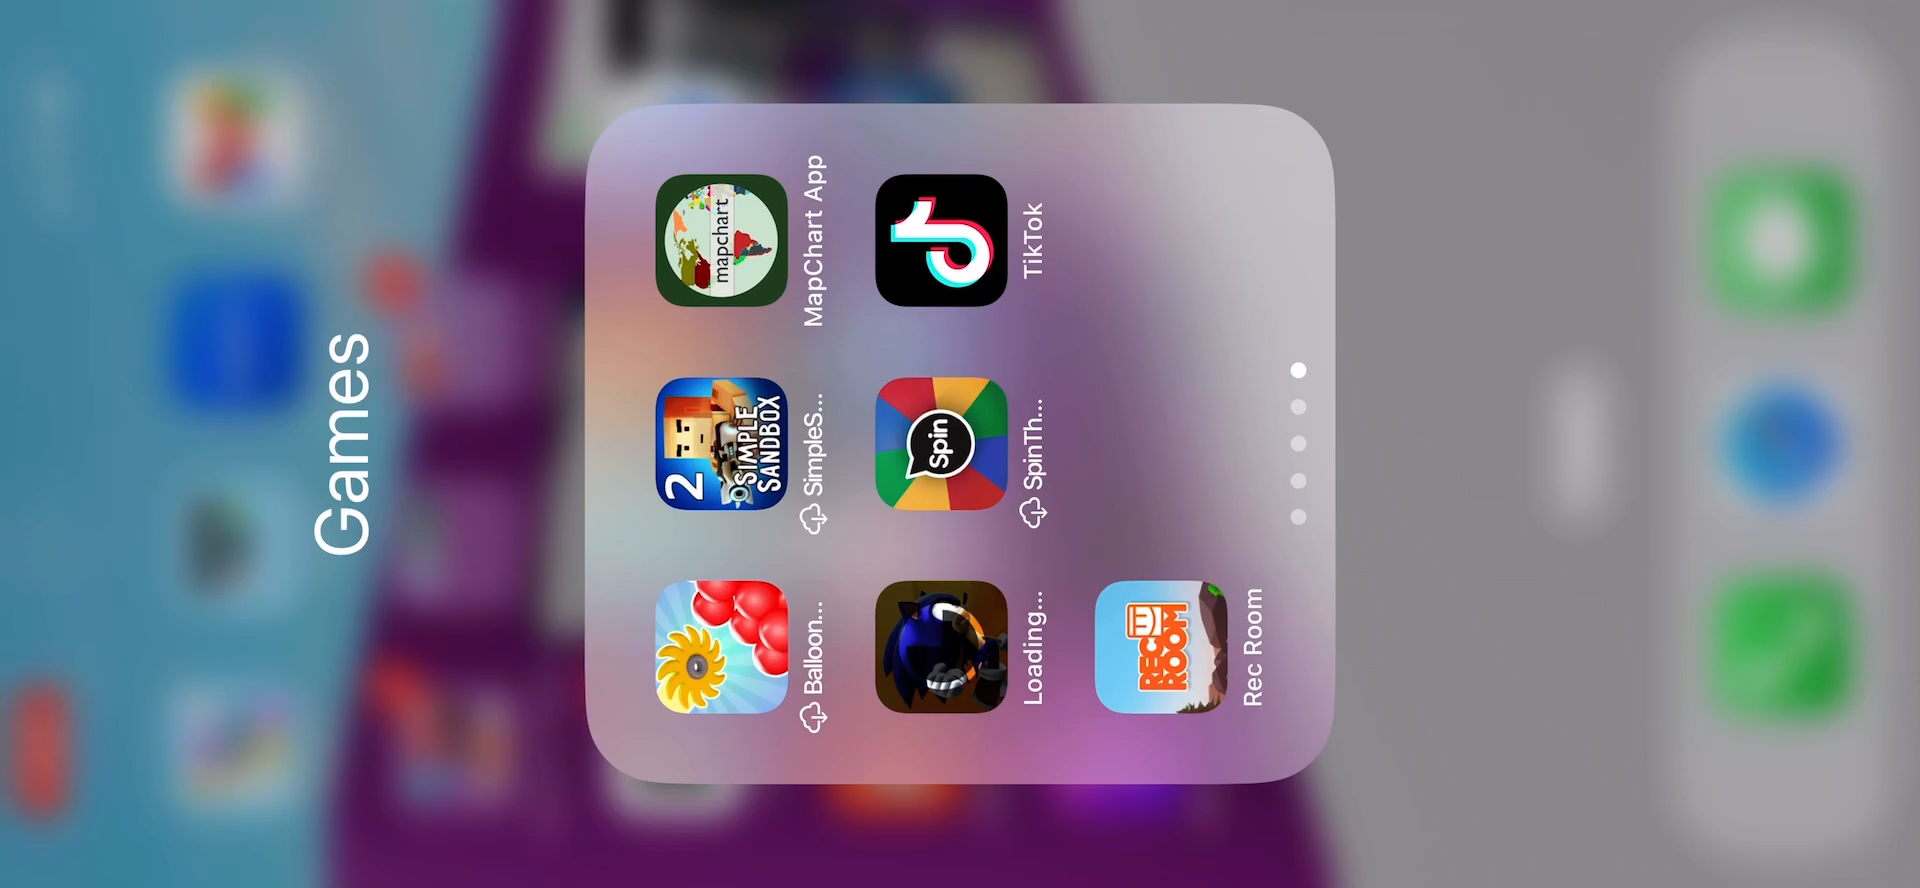 Games
Balloon...
2
SIMPLE
SANDBOX
SimpleS...
mapchart
MapChart App
Loading...
Spin
SpinTh...
TikTok
REC
ROOM
Rec Room